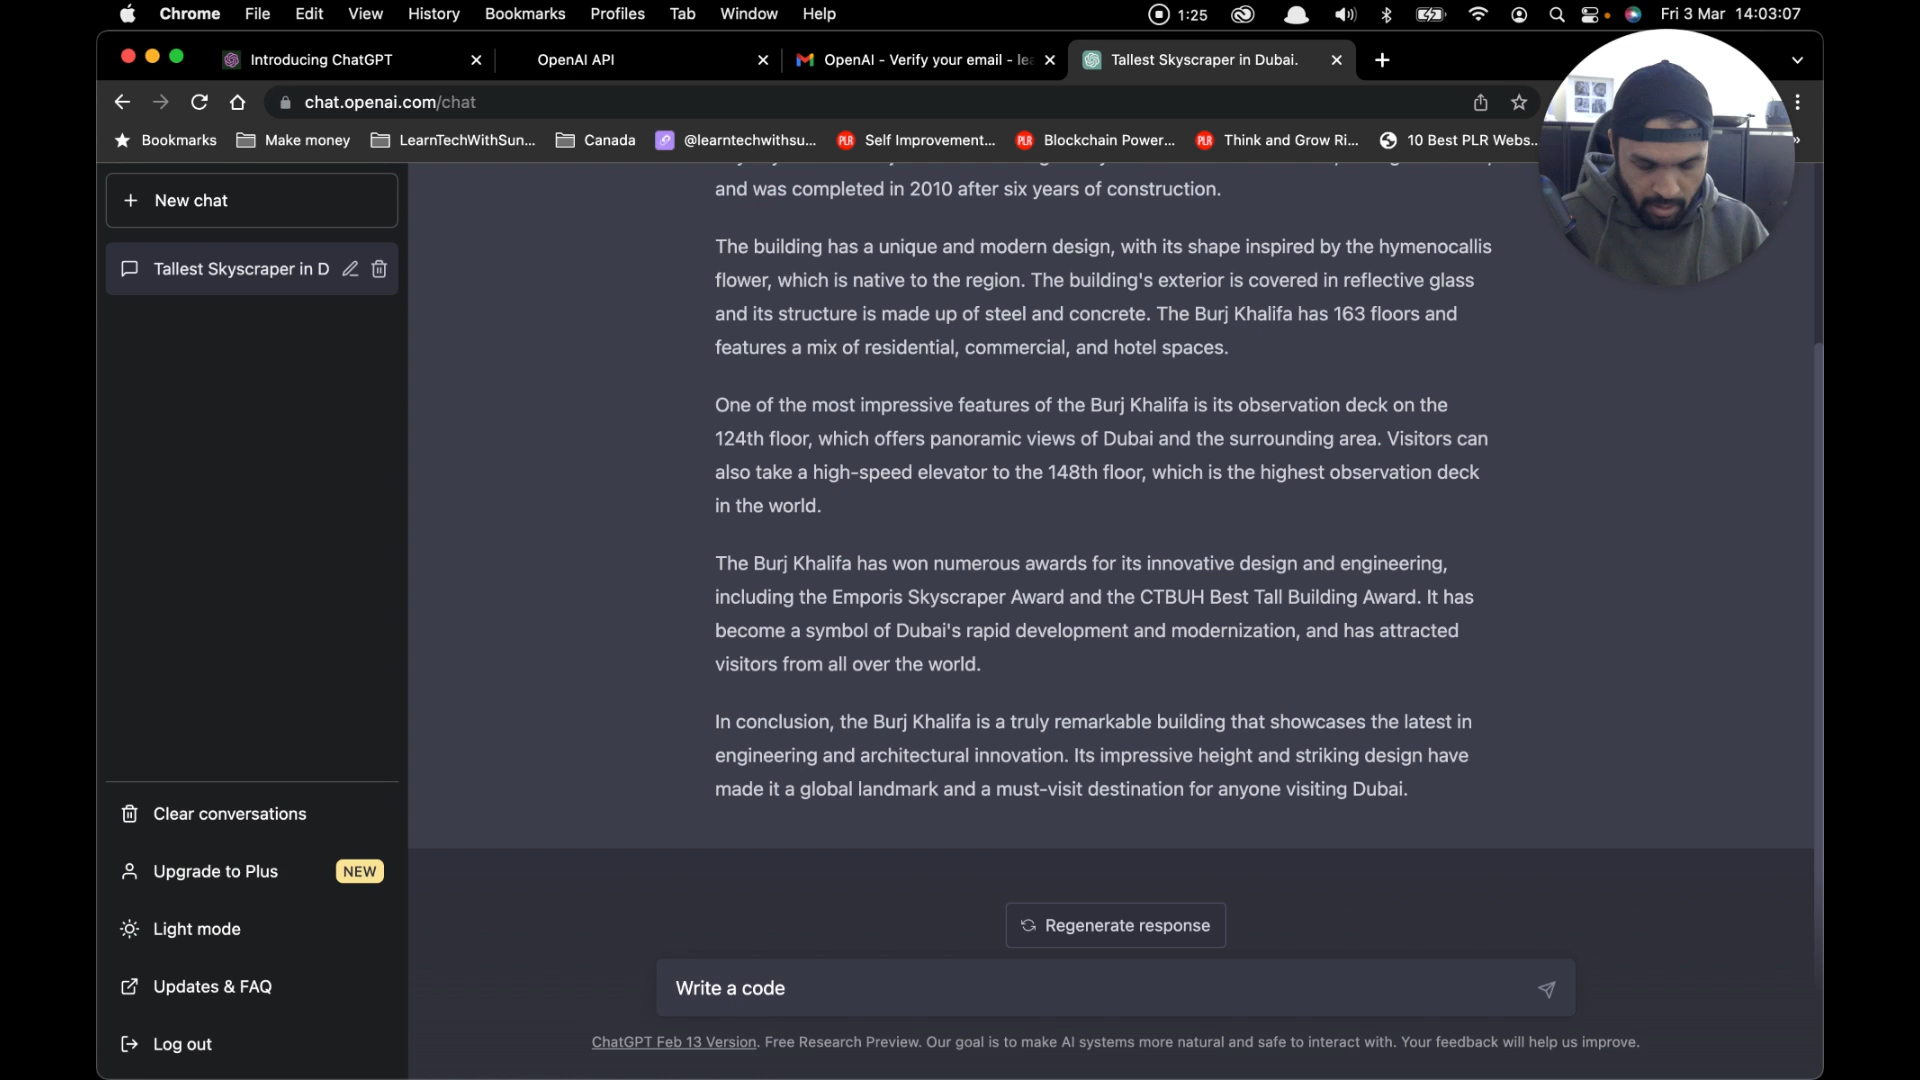 Chrome File Edit View History Bookmarks Profiles Tab Window Help 1:25 Fri 3 Mar 14:03:07
Introducing ChatGPT OpenAI API OpenAI - Verify your email - lea Tallest Skyscraper in Dubai.
chat.openai.com/chat
Bookmarks Make money LearnTechWithSun... Canada @learntechwithsu... PLR Self Improvement... PLR Blockchain Power... PLR Think and Grow Ri... 10 Best PLR Webs...
New chat
Tallest Skyscraper in D
and was completed in 2010 after six years of construction.
The building has a unique and modern design, with its shape inspired by the hymenocallis
flower, which is native to the region. The building's exterior is covered in reflective glass
and its structure is made up of steel and concrete. The Burj Khalifa has 163 floors and
features a mix of residential, commercial, and hotel spaces.
One of the most impressive features of the Burj Khalifa is its observation deck on the
124th floor, which offers panoramic views of Dubai and the surrounding area. Visitors can
also take a high-speed elevator to the 148th floor, which is the highest observation deck
in the world.
The Burj Khalifa has won numerous awards for its innovative design and engineering,
including the Emporis Skyscraper Award and the CTBUH Best Tall Building Award. It has
become a symbol of Dubai's rapid development and modernization, and has attracted
visitors from all over the world.
In conclusion, the Burj Khalifa is a truly remarkable building that showcases the latest in
engineering and architectural innovation. Its impressive height and striking design have
made it a global landmark and a must-visit destination for anyone visiting Dubai.
Clear conversations
Upgrade to Plus NEW
Light mode
Updates & FAQ
Log out
Regenerate response
Write a code
ChatGPT Feb 13 Version. Free Research Preview. Our goal is to make AI systems more natural and safe to interact with. Your feedback will help us improve.